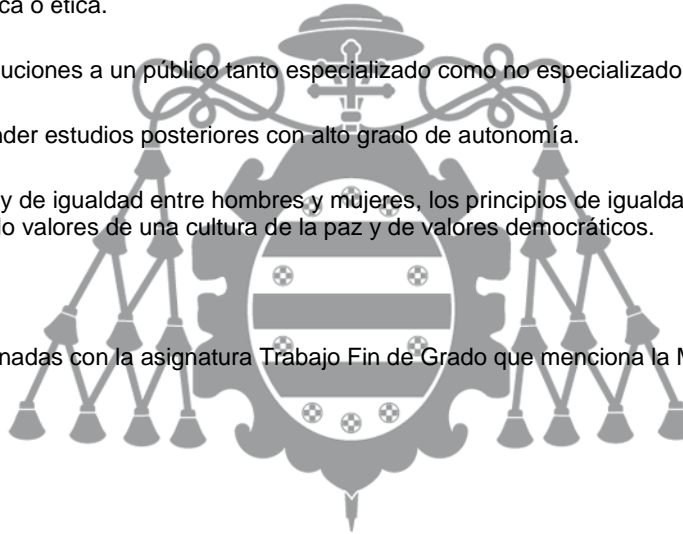 ca o ética.
uciones a un público tanto especializado como no especializado
nder estudios posteriores con alto grado de autonomía.
y de igualdad entre hombres y mujeres, los principios de igualda
lo valores de una cultura de la paz y de valores democráticos.
nadas con la asignatura Trabajo Fin de Grado que menciona la M